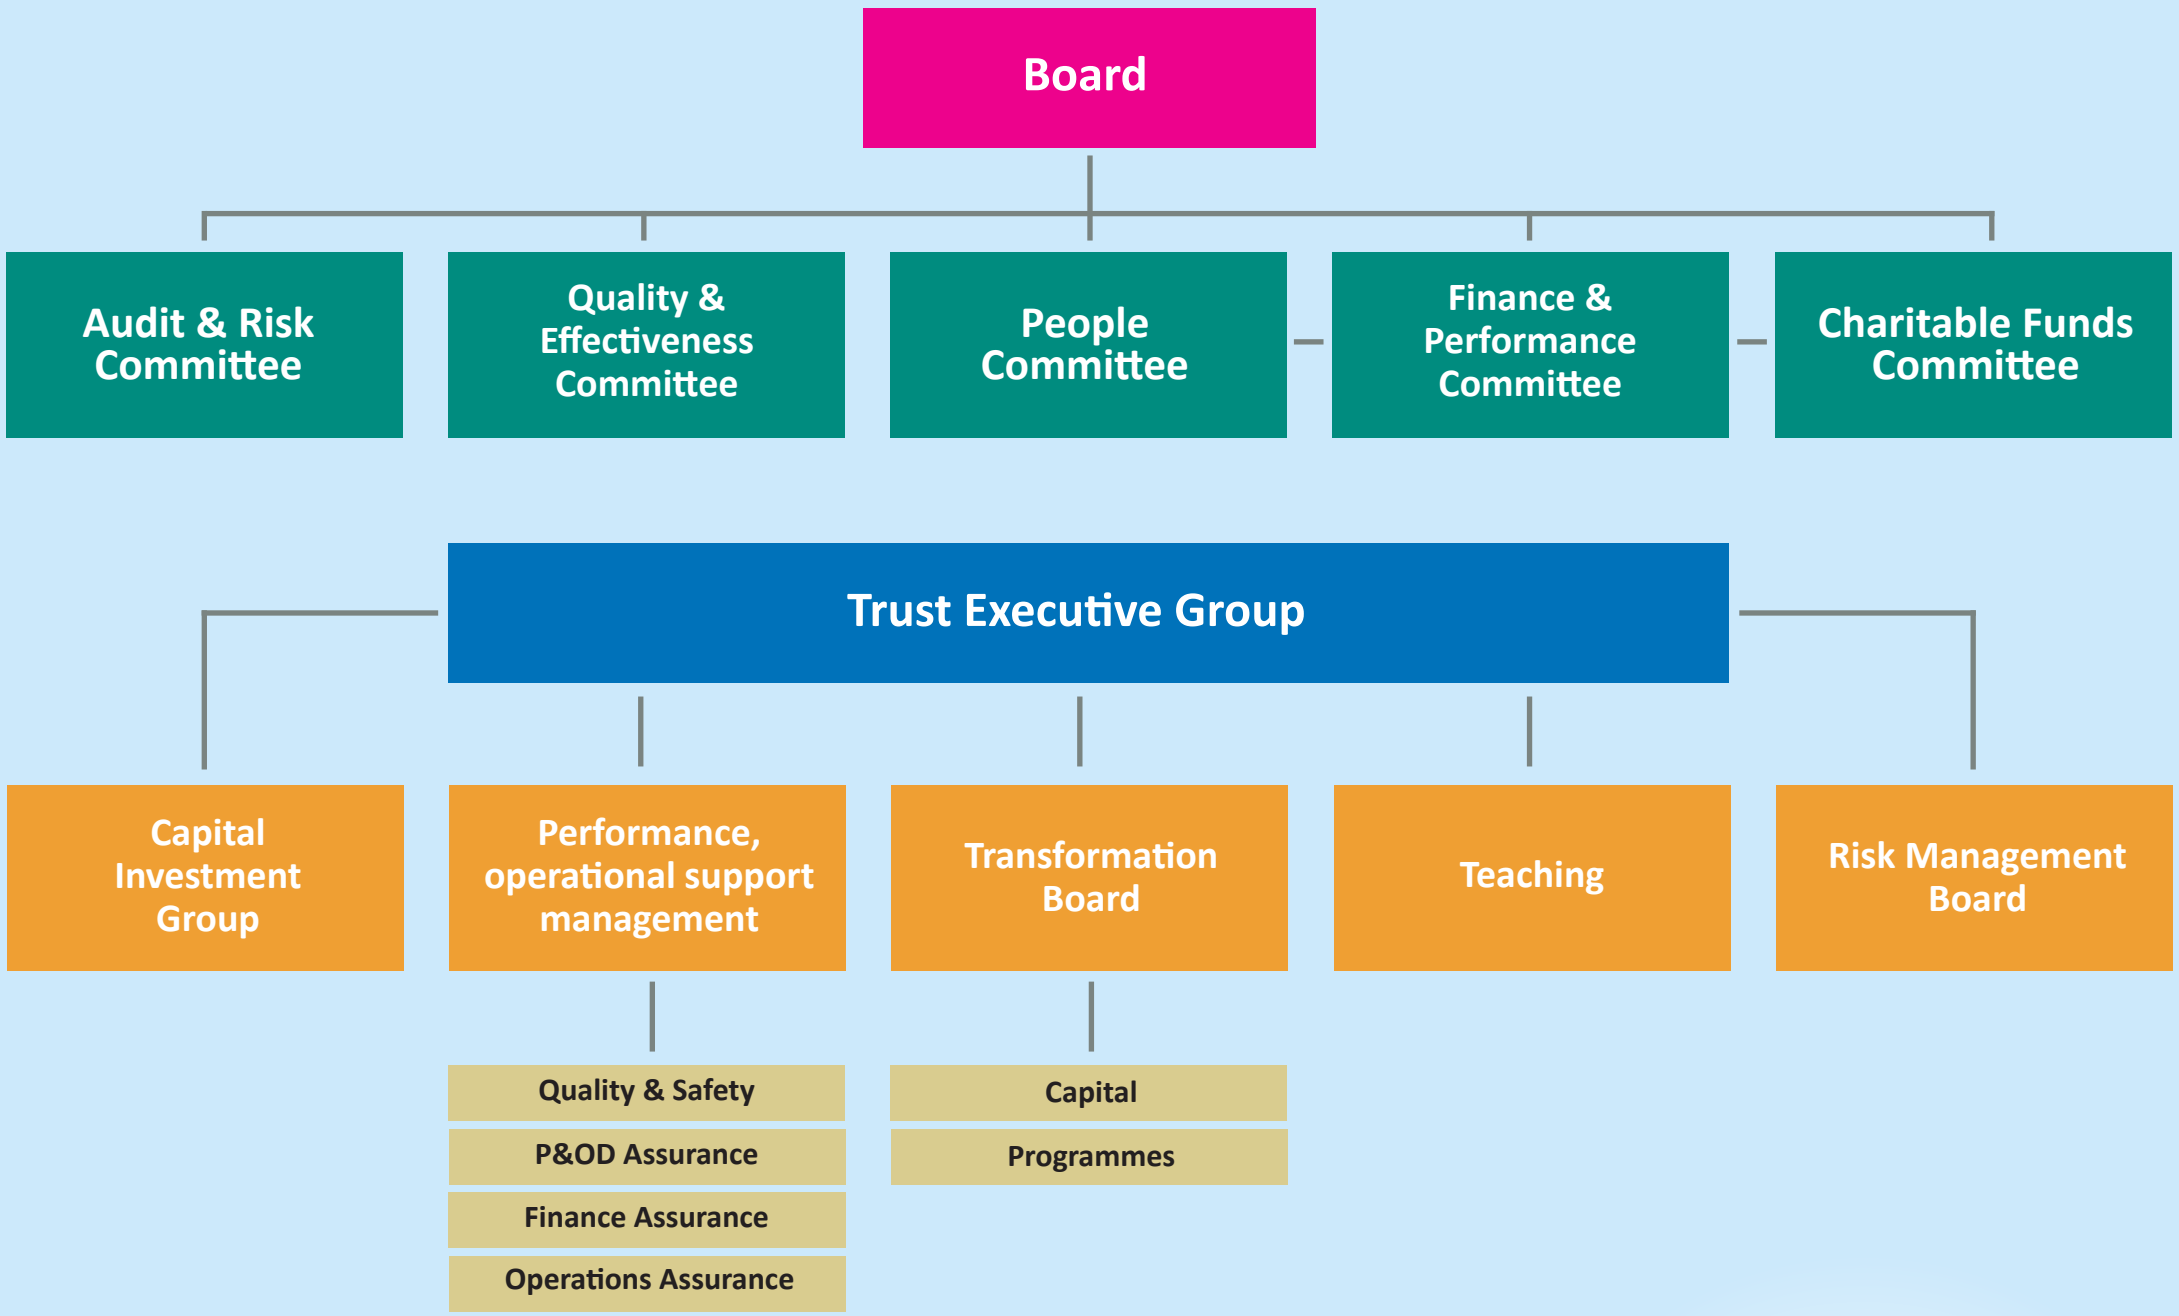 Board
Audit & Risk
Committee
Quality &
Effectiveness
Committee
People
Committee
Finance &
Performance
Committee
Charitable Funds
Committee
Trust Executive Group
Capital
Investment
Group
Performance,
operational support
management
Transformation
Board
Teaching
Risk Management
Board
Quality & Safety
P&OD Assurance
Finance Assurance
Operations Assurance
Capital
Programmes